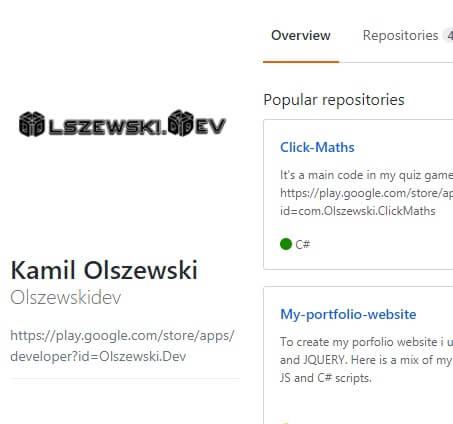 OLSZEWSKI.DEV
Kamil Olszewski
Olszewskidev
https://play.google.com/store/apps/
developer?id=Olszewski.Dev
Overview Repositories 4
Popular repositories
Click-Maths
It's a main code in my quiz game
https://play.google.com/store/ap
id=com.Olszewski.ClickMaths
C#
My-portfolio-website
To create my porfolio website i u
and JQUERY. Here is a mix of my
JS and C# scripts.